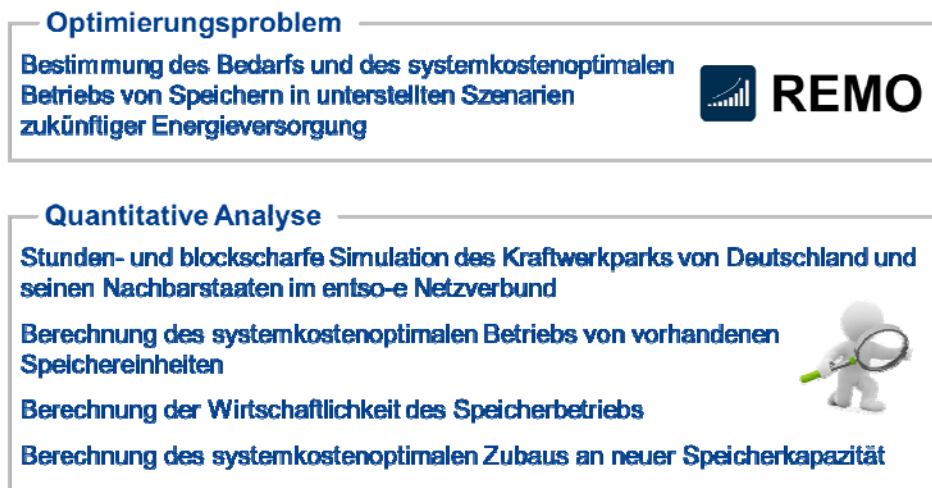 Optimierungsproblem
Bestimmung des Bedarfs und des systemkostenoptimalen
Betriebs von Speichern in unterstellten Szenarien
zukünftiger Energieversorgung
REMO
Quantitative Analyse
Stunden- und blockscharfe Simulation des Kraftwerkparks von Deutschland und
seinen Nachbarstaaten im entso-e Netzverbund
Berechnung des systemkostenoptimalen Betriebs von vorhandenen
Speichereinheiten
Berechnung der Wirtschaftlichkeit des Speicherbetriebs
Berechnung des systemkostenoptimalen Zubaus an neuer Speicherkapazität